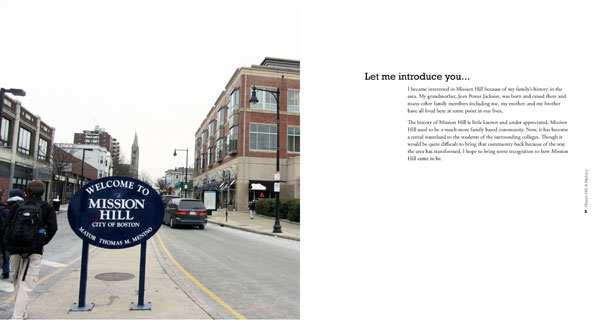 WELCOME TO
MISSION
HILL
CITY OF BOSTON
MAYOR THOMAS M. MENINO
Let me introduce you...
I became interested in Mission Hill because of my family's history in the
area. My grandmother, Jean Power Jackson, was born and raised there and
many other family members including me, my mother, and my brother
have all lived here at some point in our lives.
The history of Mission Hill is little known and under appreciated. Mission
Hill used to be a much more family-based community. Now, it has become
a rental wasteland to the students of the surrounding colleges. Though it
would be quite difficult to bring that community back because of the way
the area has transformed, I hope to bring some recognition to how Mission
Hill came to be.